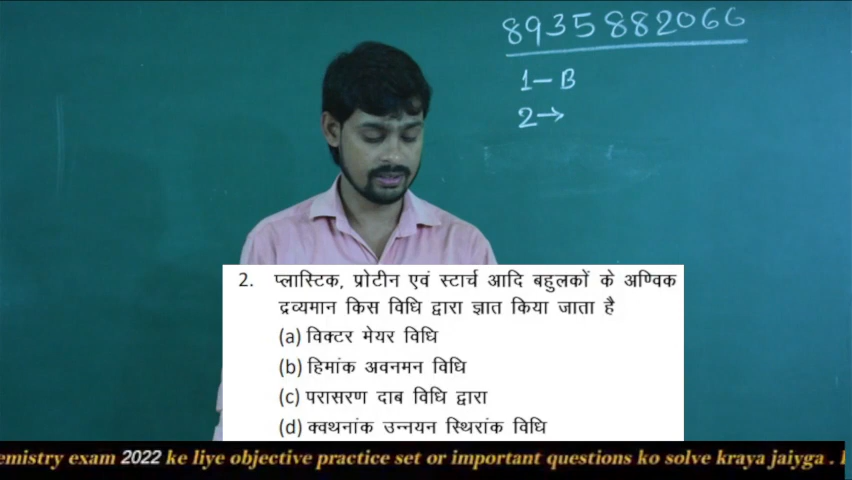 8935882066
1-B
2→
2. प्लास्टिक, प्रोटीन एवं स्टार्च आदि बहुलकों के अण्विक
द्रव्यमान किस विधि द्वारा ज्ञात किया जाता है
(a) विक्टर मेयर विधि
(b) हिमांक अवनमन विधि
(c) परासरण दाब विधि द्वारा
(d) क्वथनांक उन्नयन स्थिरांक विधि
emistry exam 2022 ke liye objective practice set or important questions ko solve kraya jaiyga .